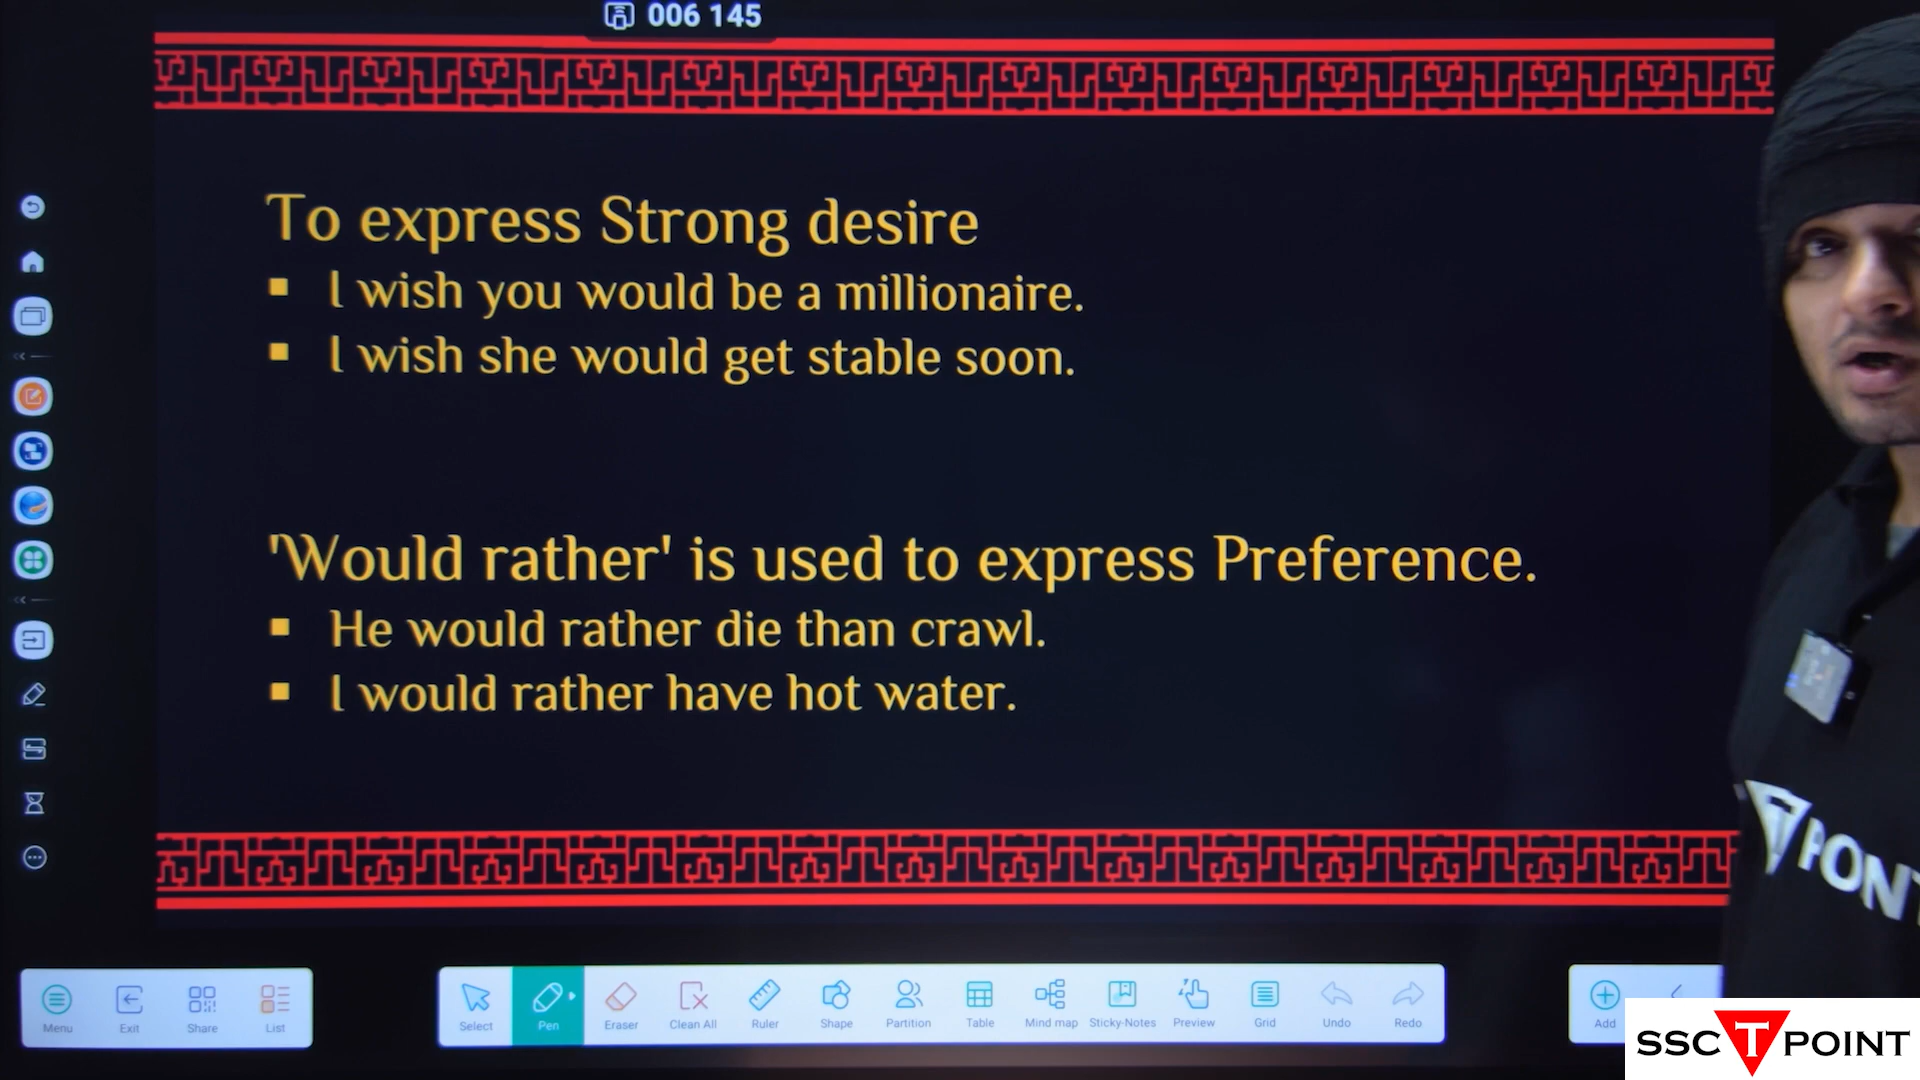 006 145
To express Strong desire
▪ I wish you would be a millionaire.
▪ I wish she would get stable soon.
'Would rather' is used to express Preference.
▪ He would rather die than crawl.
▪ I would rather have hot water.
PON
Menu Exit Share List
Select Pen Eraser Clean All Ruler Shape Partition Table Mind map Sticky-Notes Preview Grid Undo Redo
Add
SSC T POINT